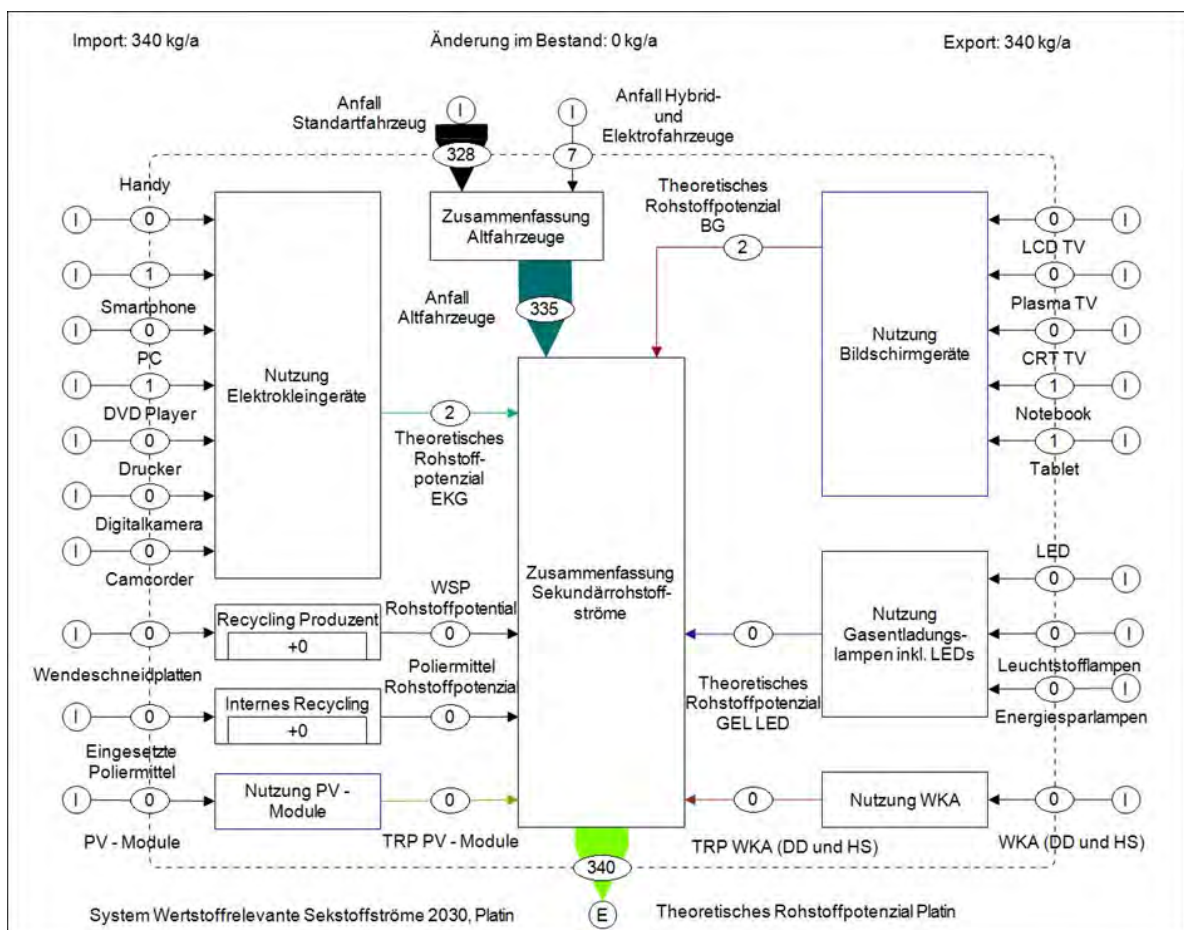 Import: 340 kg/a
Änderung im Bestand: 0 kg/a
Export: 340 kg/a
Anfall
Standartfahrzeug
I
328
I
7
Anfall Hybrid-
und
Elektrofahrzeuge
Zusammenfassung
Altfahrzeuge
Anfall
Altfahrzeuge
335
Handy
I
0
I
1
Smartphone
I
0
PC
I
1
DVD Player
I
0
Drucker
I
0
Digitalkamera
I
0
Camcorder
Nutzung
Elektrokleingeräte
2
Theoretisches
Rohstoff-
potenzial
EKG
Theoretisches
Rohstoffpotenzial
BG
2
Nutzung
Bildschirmgeräte
0
I
LCD TV
0
I
Plasma TV
0
I
CRT TV
1
I
Notebook
1
I
Tablet
Zusammenfassung
Sekundärrohstoff-
ströme
I
0
Wendeschneidplatten
Recycling Produzent
+0
WSP
Rohstoffpotential
0
I
0
Eingesetzte
Poliermittel
Internes Recycling
+0
Poliermittel
Rohstoffpotenzial
0
I
0
PV - Module
Nutzung PV -
Module
0
TRP PV - Module
LED
0
I
0
I
Leuchtstofflampen
0
I
Energiesparlampen
Nutzung
Gasentladungs-
lampen inkl. LEDs
0
Theoretisches
Rohstoffpotenzial
GEL LED
0
TRP WKA (DD und HS)
Nutzung WKA
0
I
WKA (DD und HS)
340
E
System Wertstoffrelevante Sekstoffströme 2030, Platin
Theoretisches Rohstoffpotenzial Platin